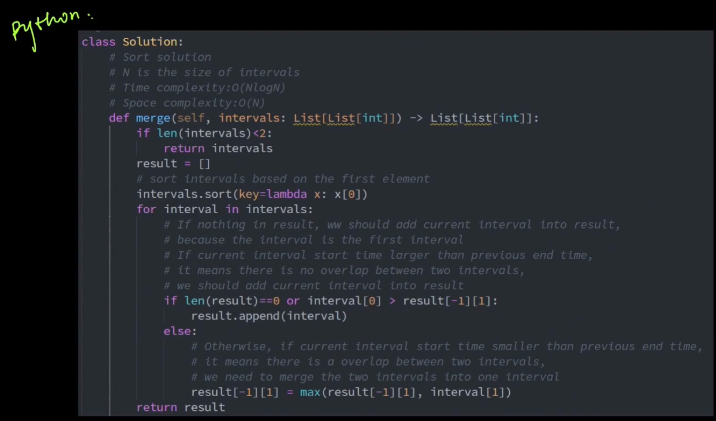 Python:
class Solution:
    # Sort solution
    # N is the size of intervals
    # Time complexity:O(NlogN)
    # Space complexity:O(N)
    def merge(self, intervals: List[List[int]]) -> List[List[int]]:
        if len(intervals)<2:
            return intervals
        result = []
        # sort intervals based on the first element
        intervals.sort(key=lambda x: x[0])
        for interval in intervals:
            # If nothing in result, ww should add current interval into result,
            # because the interval is the first interval
            # If current interval start time larger than previous end time,
            # it means there is no overlap between two intervals,
            # we should add current interval into result
            if len(result)==0 or interval[0] > result[-1][1]:
                result.append(interval)
            else:
                # Otherwise, if current interval start time smaller than previous end time,
                # it means there is a overlap between two intervals,
                # we need to merge the two intervals into one interval
                result[-1][1] = max(result[-1][1], interval[1])
        return result